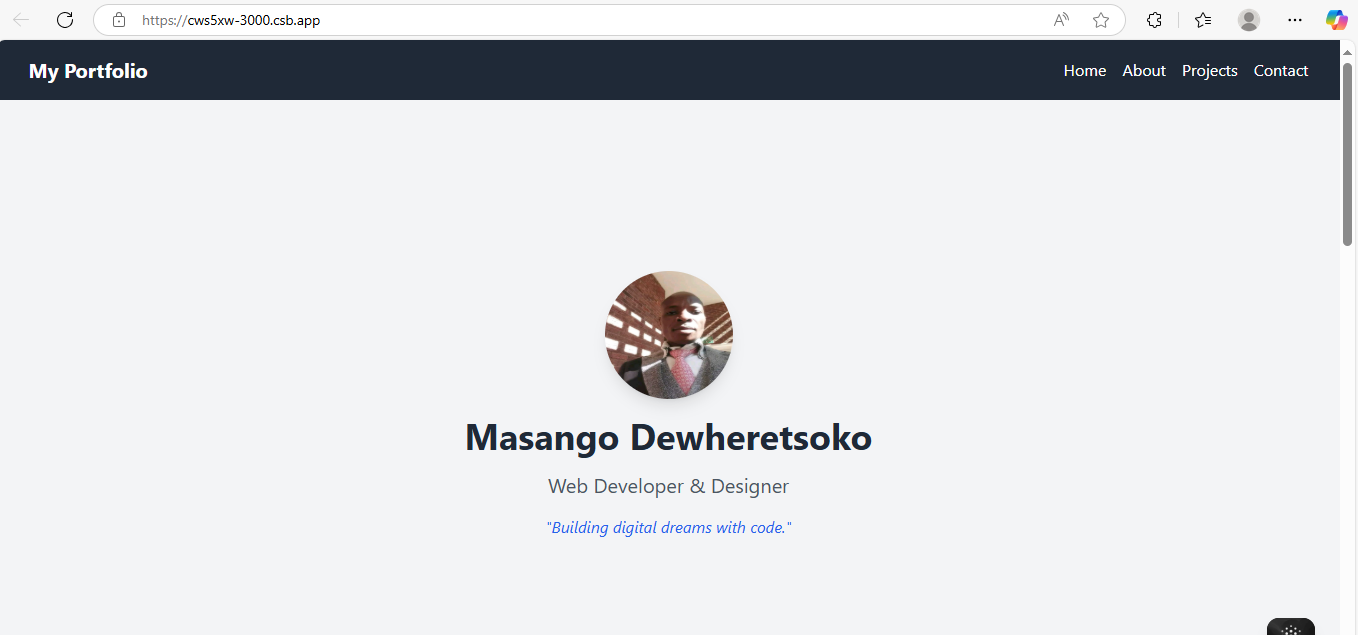 https://cws5xw-3000.csb.app
My Portfolio
Home About Projects Contact
Masango Dewheretsoko
Web Developer & Designer
"Building digital dreams with code."